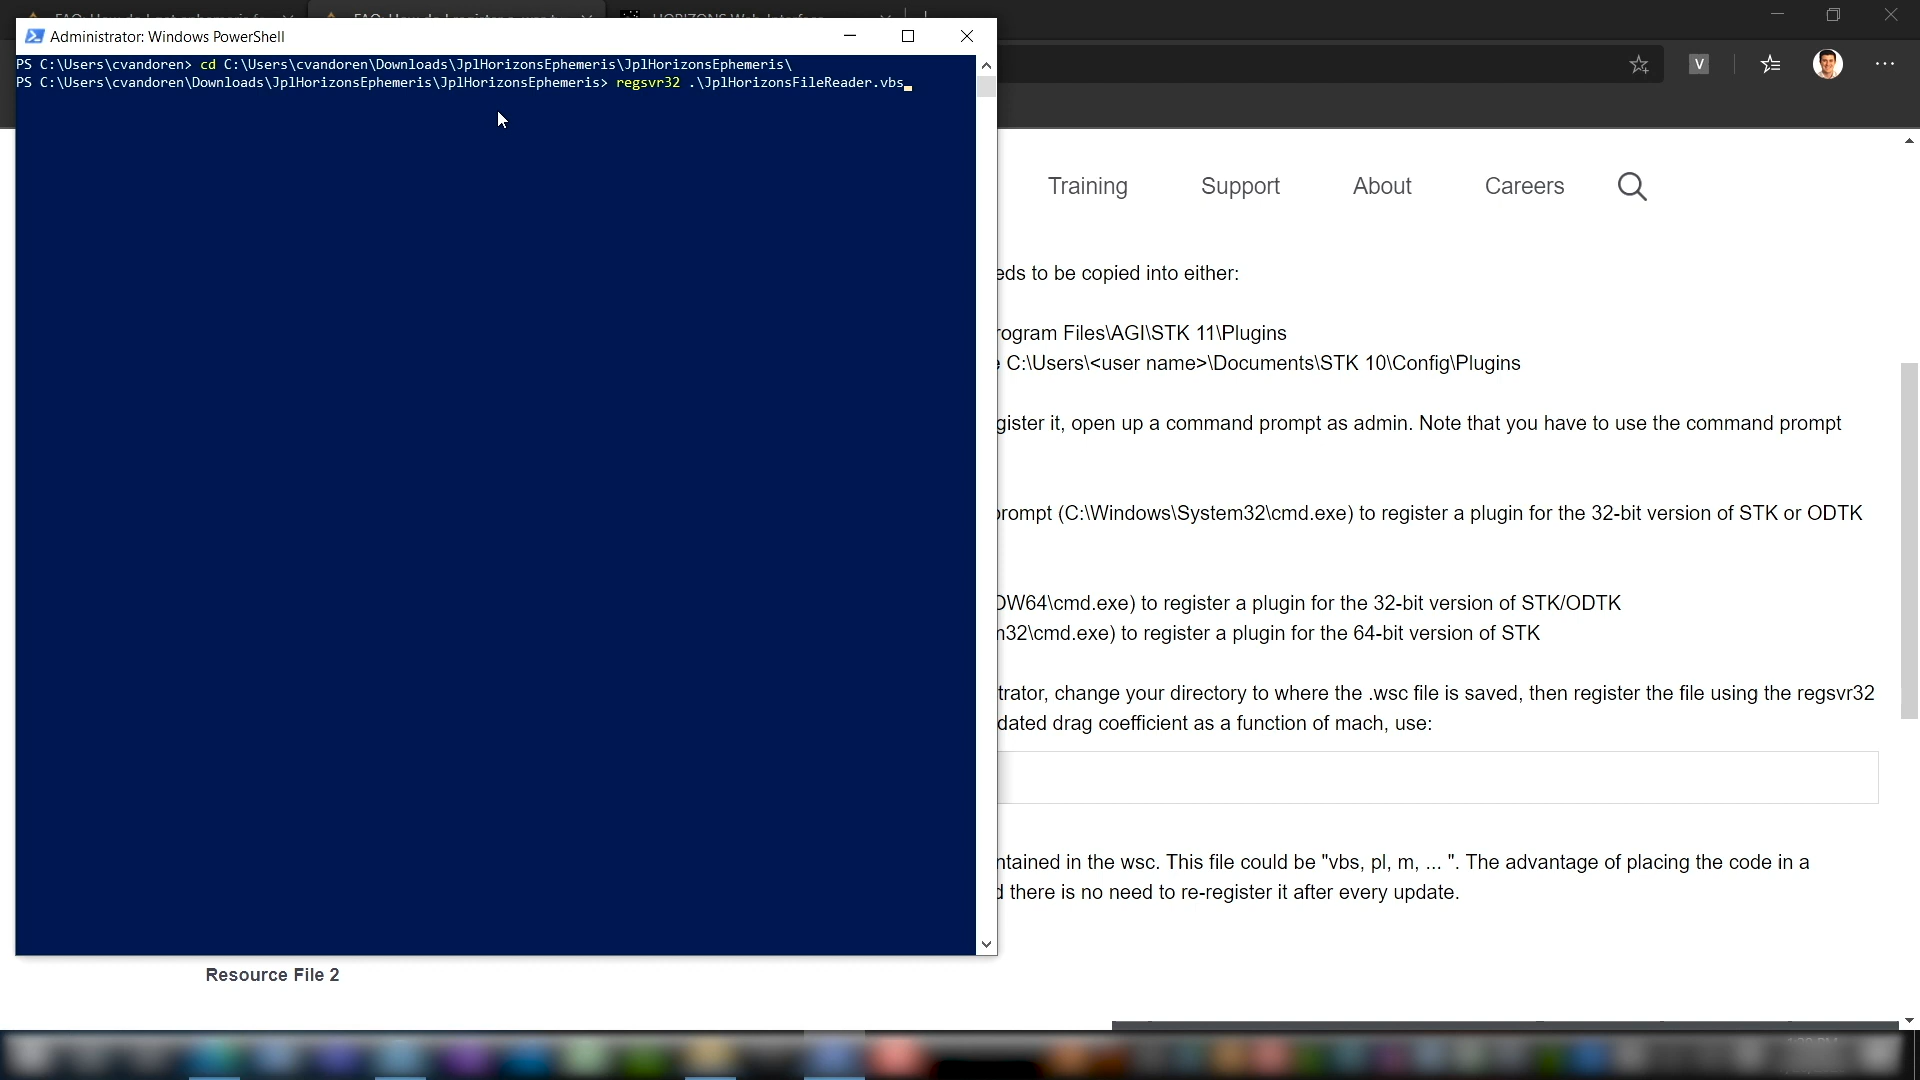 Administrator: Windows PowerShell
PS C:\Users\cvandoren> cd C:\Users\cvandoren\Downloads\JplHorizonsEphemeris\JplHorizonsEphemeris\
PS C:\Users\cvandoren\Downloads\JplHorizonsEphemeris\JplHorizonsEphemeris> regsvr32 .\JplHorizonsFileReader.vbs
V
Training Support About Careers
eds to be copied into either:
ogram Files\AGI\STK 11\Plugins
C:\Users\<user name>\Documents\STK 10\Config\Plugins
gister it, open up a command prompt as admin. Note that you have to use the command prompt
rompt (C:\Windows\System32\cmd.exe) to register a plugin for the 32-bit version of STK or ODTK
OW64\cmd.exe) to register a plugin for the 32-bit version of STK/ODTK
m32\cmd.exe) to register a plugin for the 64-bit version of STK
trator, change your directory to where the .wsc file is saved, then register the file using the regsvr32
dated drag coefficient as a function of mach, use:
ntained in the wsc. This file could be "vbs, pl, m, ... ". The advantage of placing the code in a
d there is no need to re-register it after every update.
Resource File 2